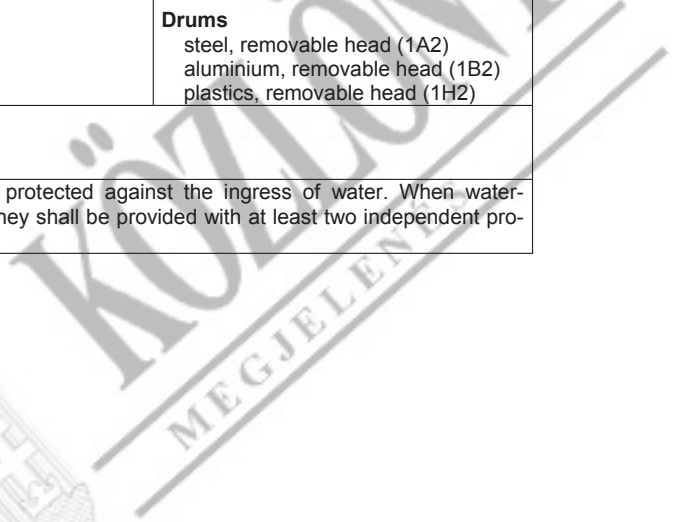 Drums
steel, removable head (1A2)
aluminium, removable head (1B2)
plastics, removable head (1H2)
protected against the ingress of water. When water-
hey shall be provided with at least two independent pro-
KÖZLÖNY
MEGJELENÉS